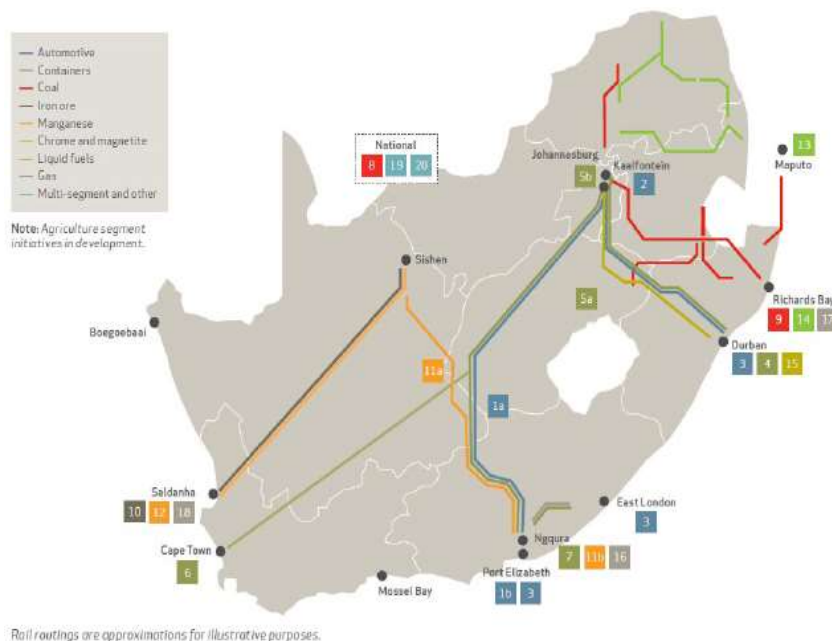 Automotive
Containers
Coal
Iron ore
Manganese
Chrome and magnetite
Liquid fuels
Gas
Multi-segment and other
Note: Agriculture segment
initiatives in development.
National
8 19 20
Johannesburg
Kaalfontein
5b
2
13
Maputo
Sishen
Boegoebaai
5a
Richards Bay
9 14 17
Durban
3 4 15
11a
1a
Saldanha
10 12 18
East London
3
Cape Town
6
Ngqura
7 11b 16
Port Elizabeth
1b 3
Mossel Bay
Rail routings are approximations for illustrative purposes.